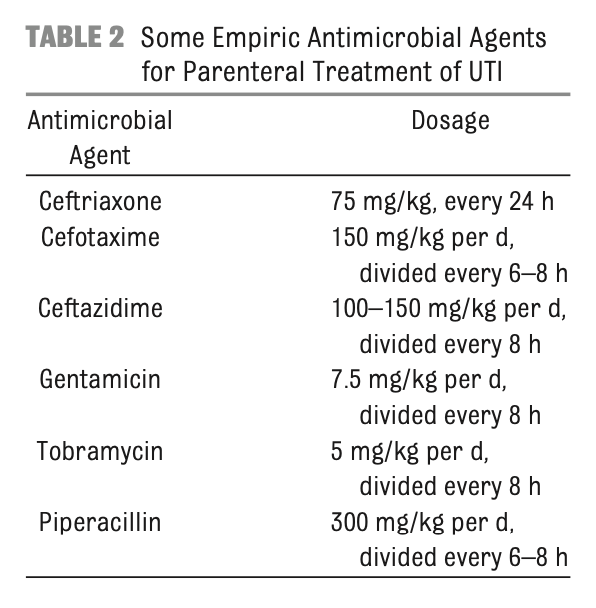 TABLE 2 Some Empiric Antimicrobial Agents
for Parenteral Treatment of UTI
Antimicrobial Agent Dosage
Ceftriaxone 75 mg/kg, every 24 h
Cefotaxime 150 mg/kg per d,
divided every 6–8 h
Ceftazidime 100–150 mg/kg per d,
divided every 8 h
Gentamicin 7.5 mg/kg per d,
divided every 8 h
Tobramycin 5 mg/kg per d,
divided every 8 h
Piperacillin 300 mg/kg per d,
divided every 6–8 h